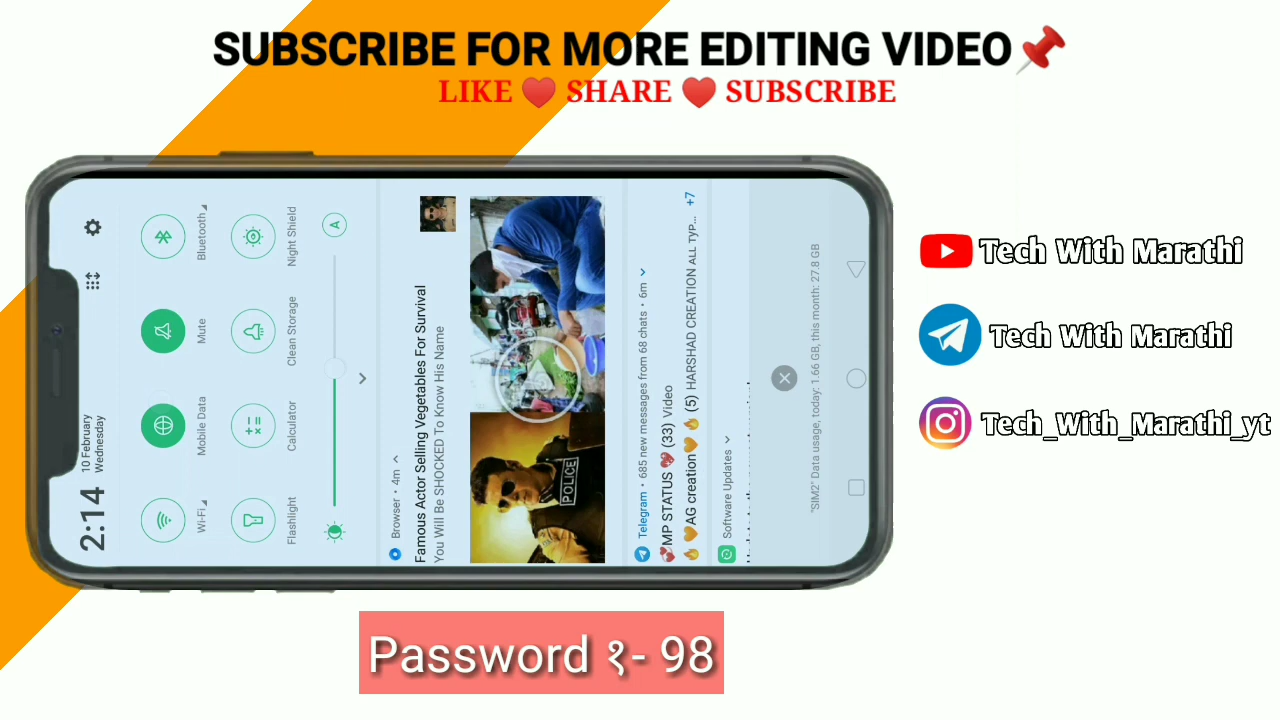 SUBSCRIBE FOR MORE EDITING VIDEO
LIKE ❤ SHARE ❤ SUBSCRIBE
2:14
10 February
Wednesday
Wi-Fi
Mobile Data
Mute
Bluetooth
Flashlight
Calculator
Clean Storage
Night Shield
A
Browser • 4m
Famous Actor Selling Vegetables For Survival
You Will Be SHOCKED To Know His Name
POLICE
Telegram • 685 new messages from 68 chats • 6m
💞MP STATUS 💞 (33) Video
🔥🧡AG creation🧡🔥 (5) HARSHAD CREATION ALL TYP...
+7
Software Updates
"SIM2" Data usage, today: 1.66 GB, this month: 27.8 GB
Tech With Marathi
Tech With Marathi
Tech_With_Marathi_yt
Password १- 98